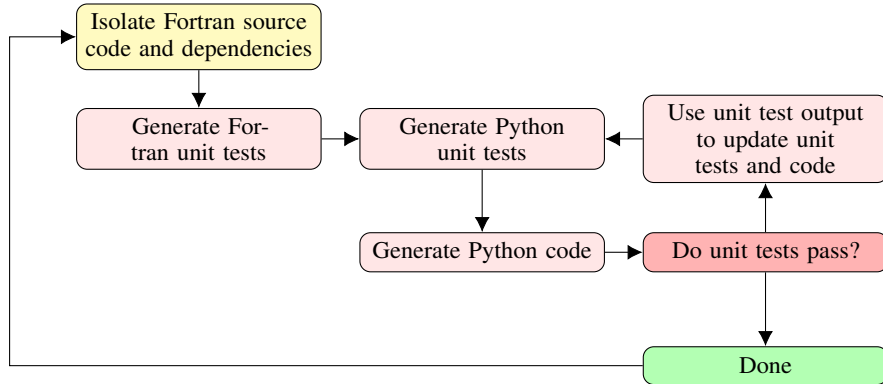 Isolate Fortran source
code and dependencies
Generate For-
tran unit tests
Generate Python
unit tests
Use unit test output
to update unit
tests and code
Generate Python code
Do unit tests pass?
Done